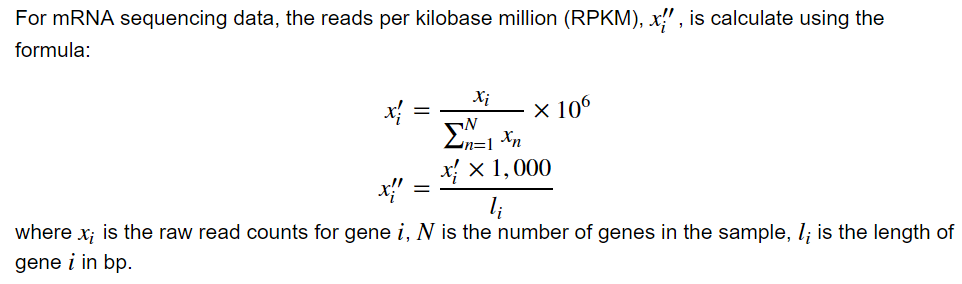 For mRNA sequencing data, the reads per kilobase million (RPKM), x″ᵢ , is calculate using the
formula:
x′ᵢ = xᵢ / ∑ᴺₙ₌₁ xₙ × 10⁶
x″ᵢ = x′ᵢ × 1,000 / lᵢ
where xᵢ is the raw read counts for gene i, N is the number of genes in the sample, lᵢ is the length of
gene i in bp.